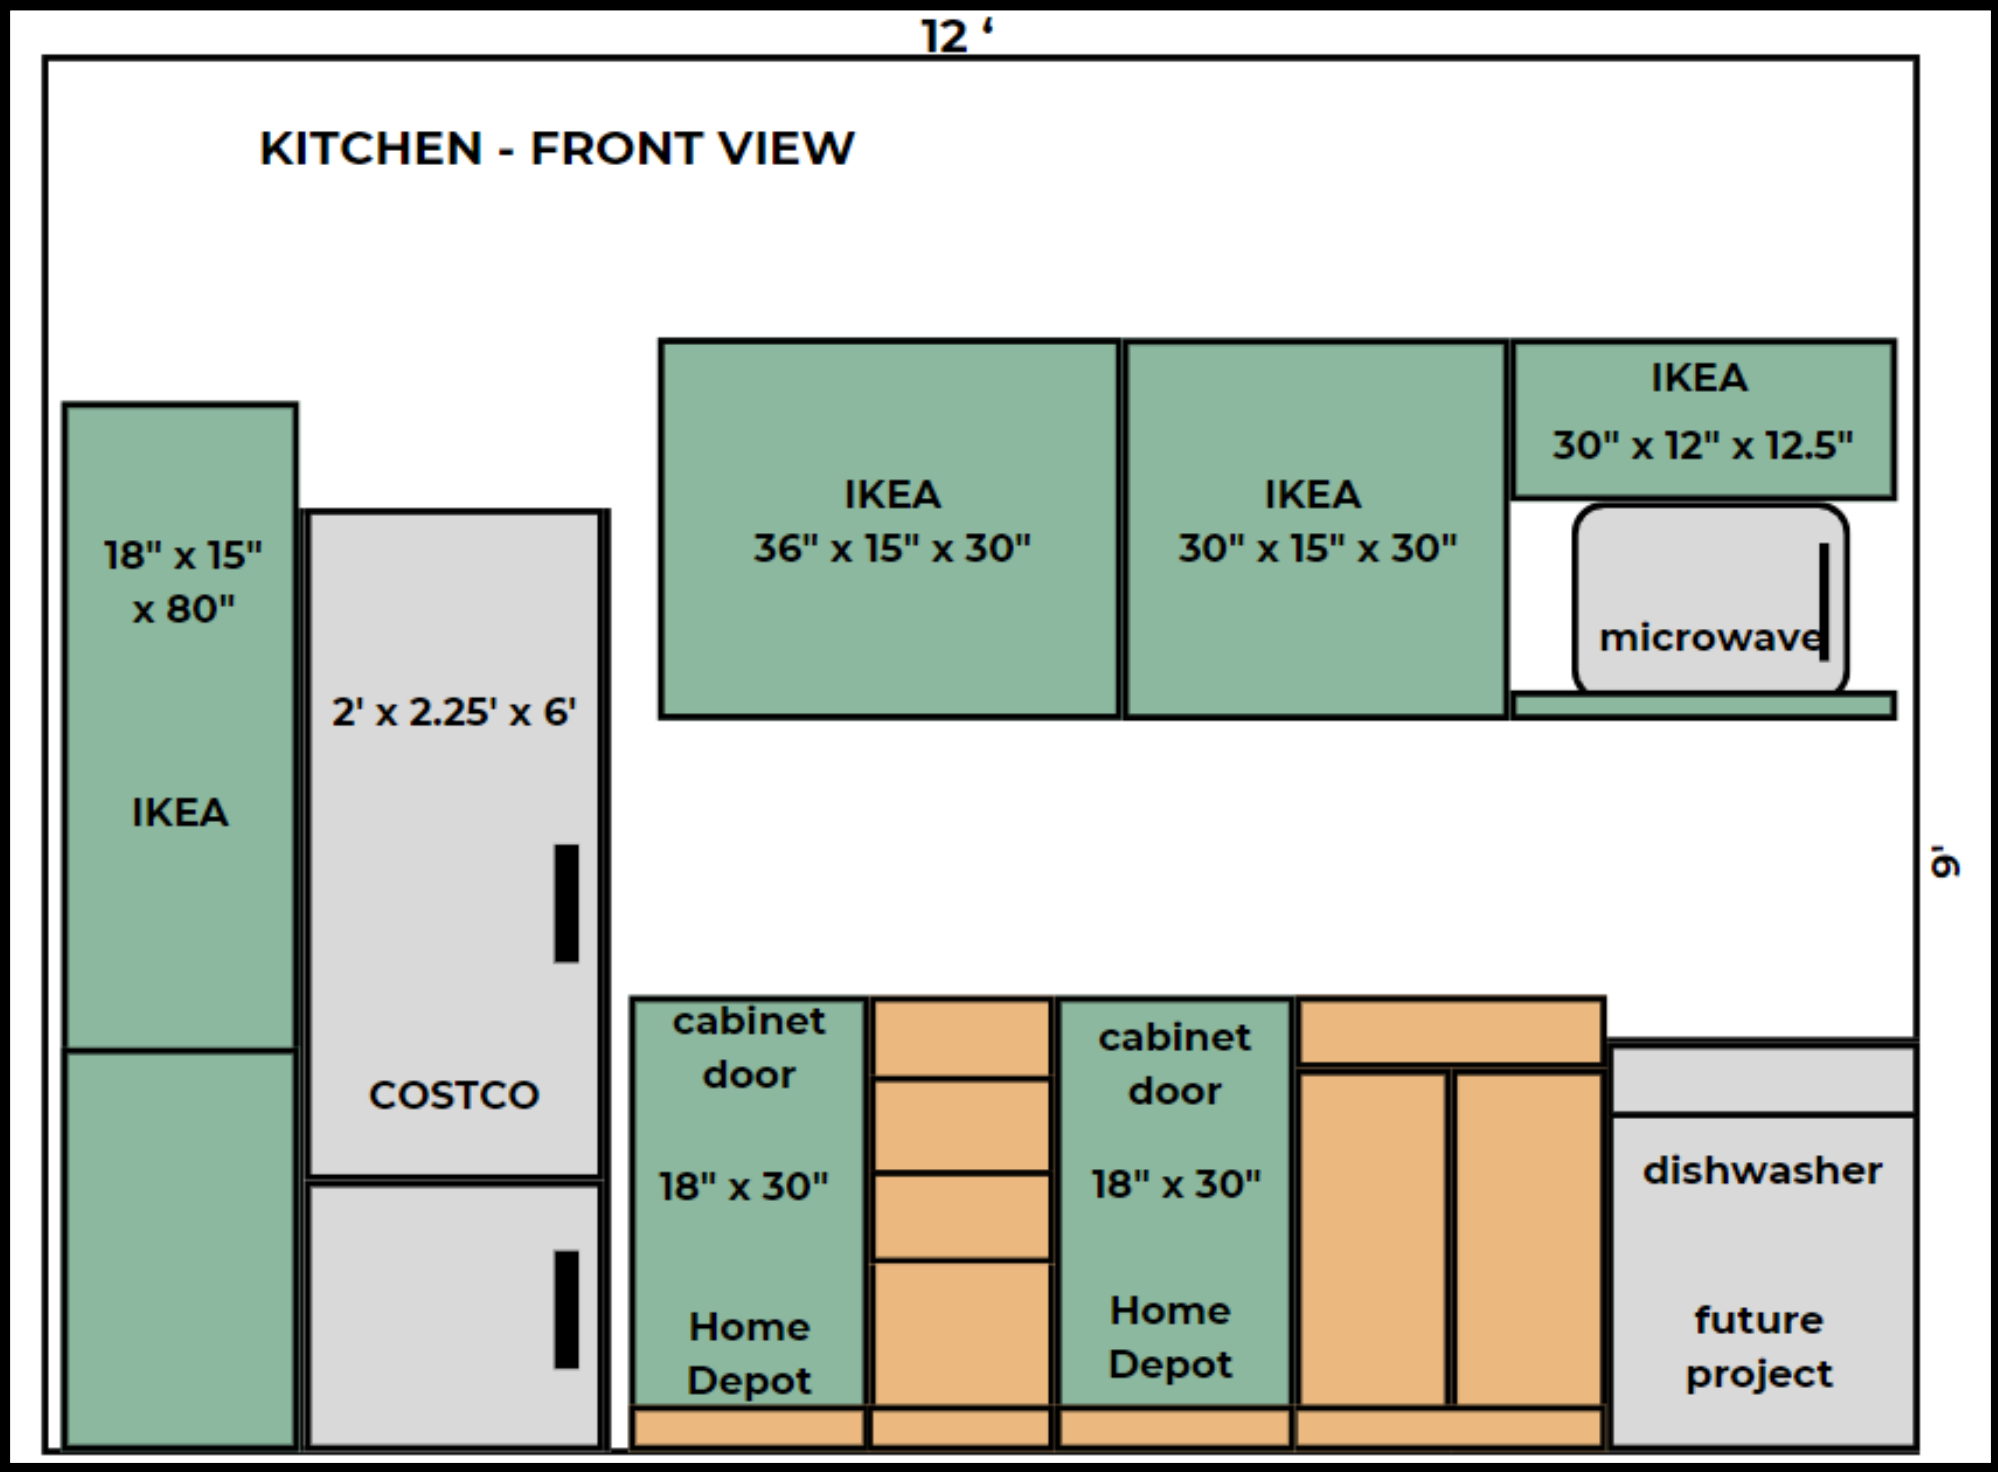 12 ‘
KITCHEN - FRONT VIEW
IKEA
30" x 12" x 12.5"
IKEA
36" x 15" x 30"
IKEA
30" x 15" x 30"
18" x 15"
x 80"
IKEA
microwave
2' x 2.25' x 6'
COSTCO
9'
cabinet
door
18" x 30"
Home
Depot
cabinet
door
18" x 30"
Home
Depot
dishwasher
future
project